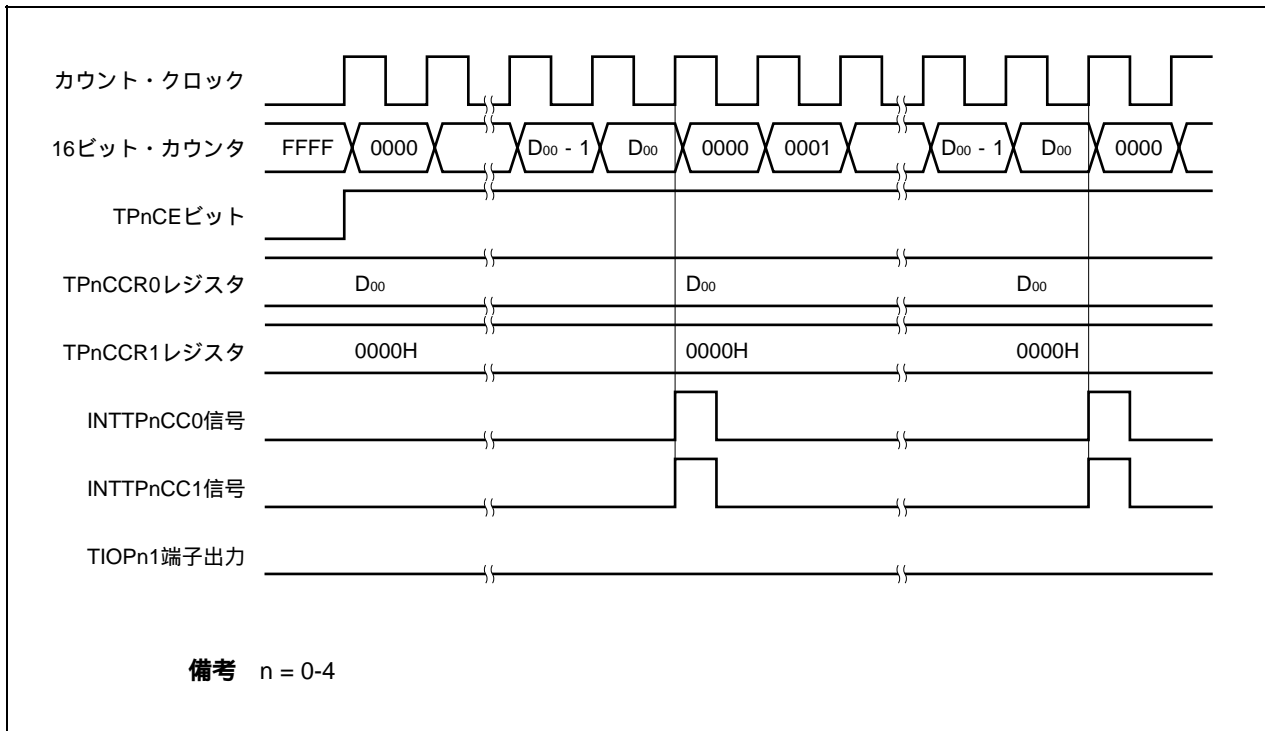 カウント・クロック
16ビット・カウンタ FFFF 0000 D00 - 1 D00 0000 0001 D00 - 1 D00 0000
TPnCEビット
TPnCCR0レジスタ D00 D00 D00
TPnCCR1レジスタ 0000H 0000H 0000H
INTTPnCC0信号
INTTPnCC1信号
TIOPn1端子出力
備考 n = 0-4